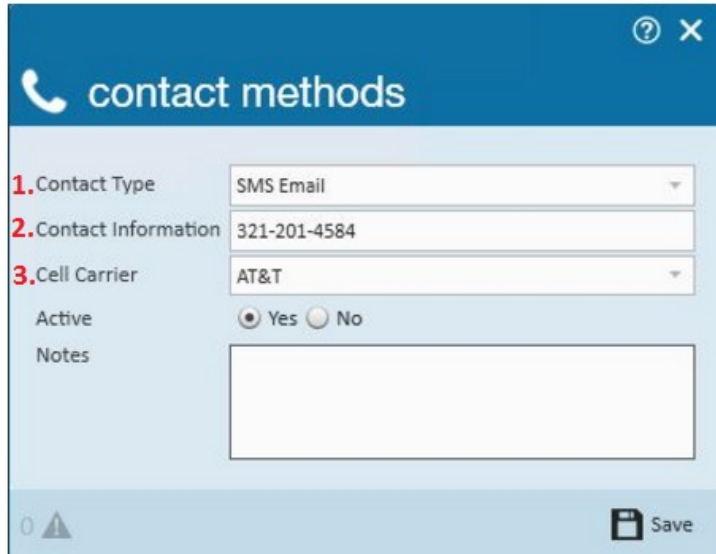 contact methods
1. Contact Type SMS Email
2. Contact Information 321-201-4584
3. Cell Carrier AT&T
Active Yes No
Notes
0 Save